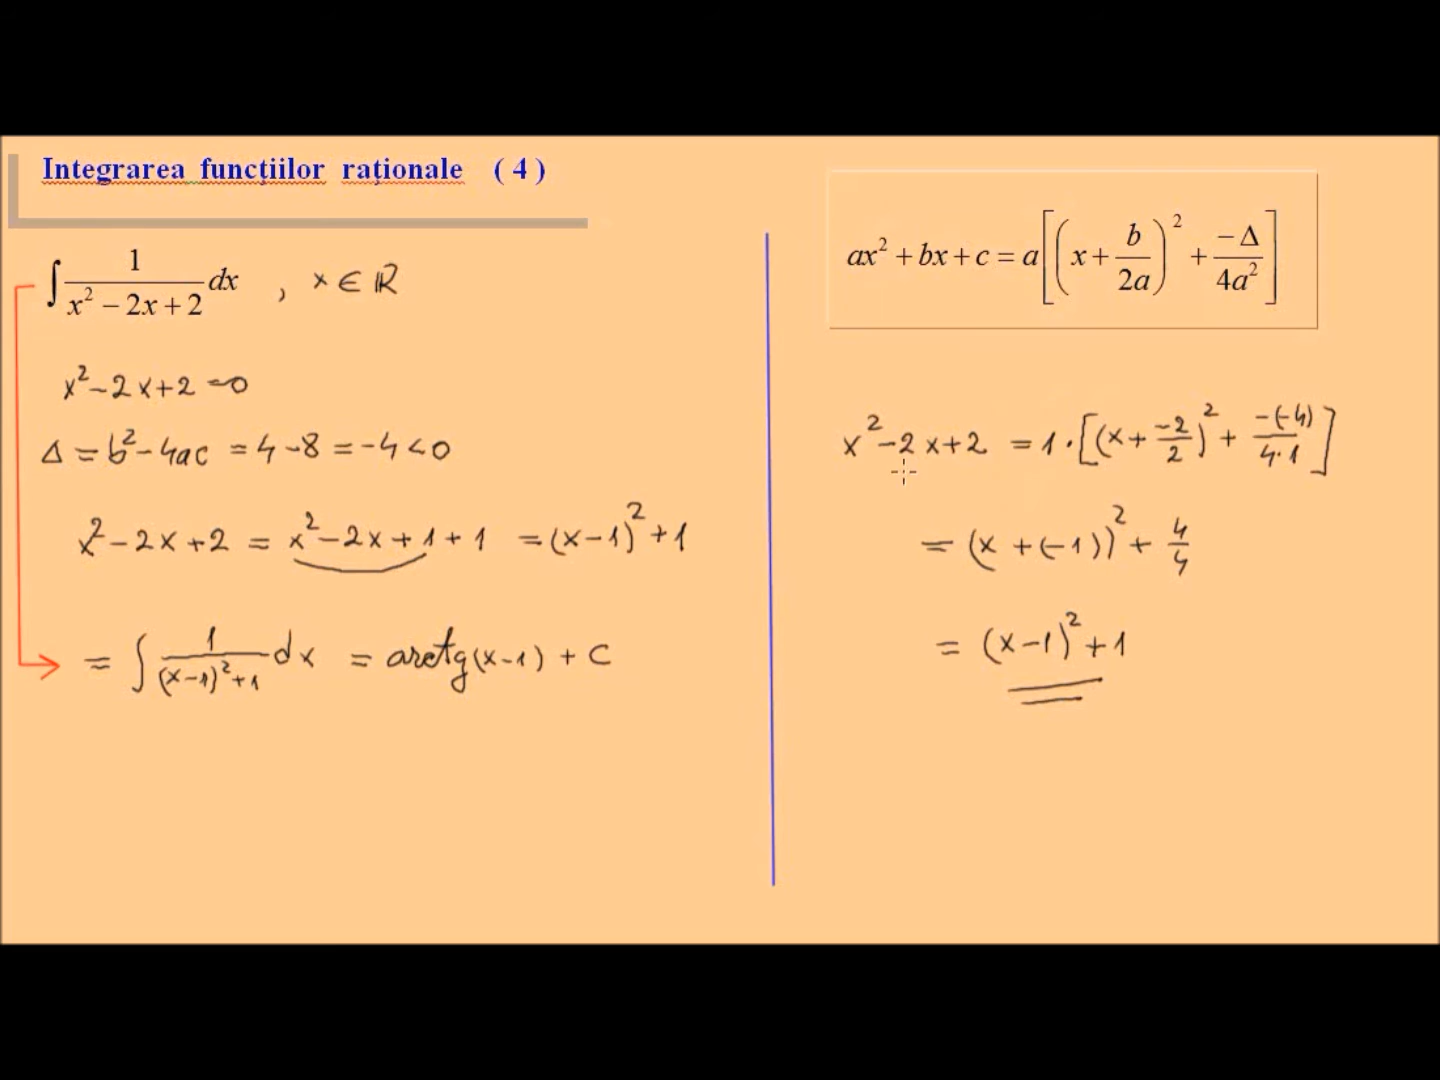 Integrarea funcțiilor raționale ( 4 )
∫ 1/(x² − 2x + 2) dx , x ∈ ℝ
x² − 2x + 2 = 0
Δ = b² − 4ac = 4 − 8 = −4 < 0
x² − 2x + 2 = x² − 2x + 1 + 1 = (x − 1)² + 1
= ∫ 1/((x−1)² + 1) dx = arctg(x−1) + C
ax² + bx + c = a[(x + b/2a)² + −Δ/4a²]
x² − 2x + 2 = 1·[(x + −2/2)² + −(−4)/4·1]
= (x + (−1))² + 4/4
= (x − 1)² + 1